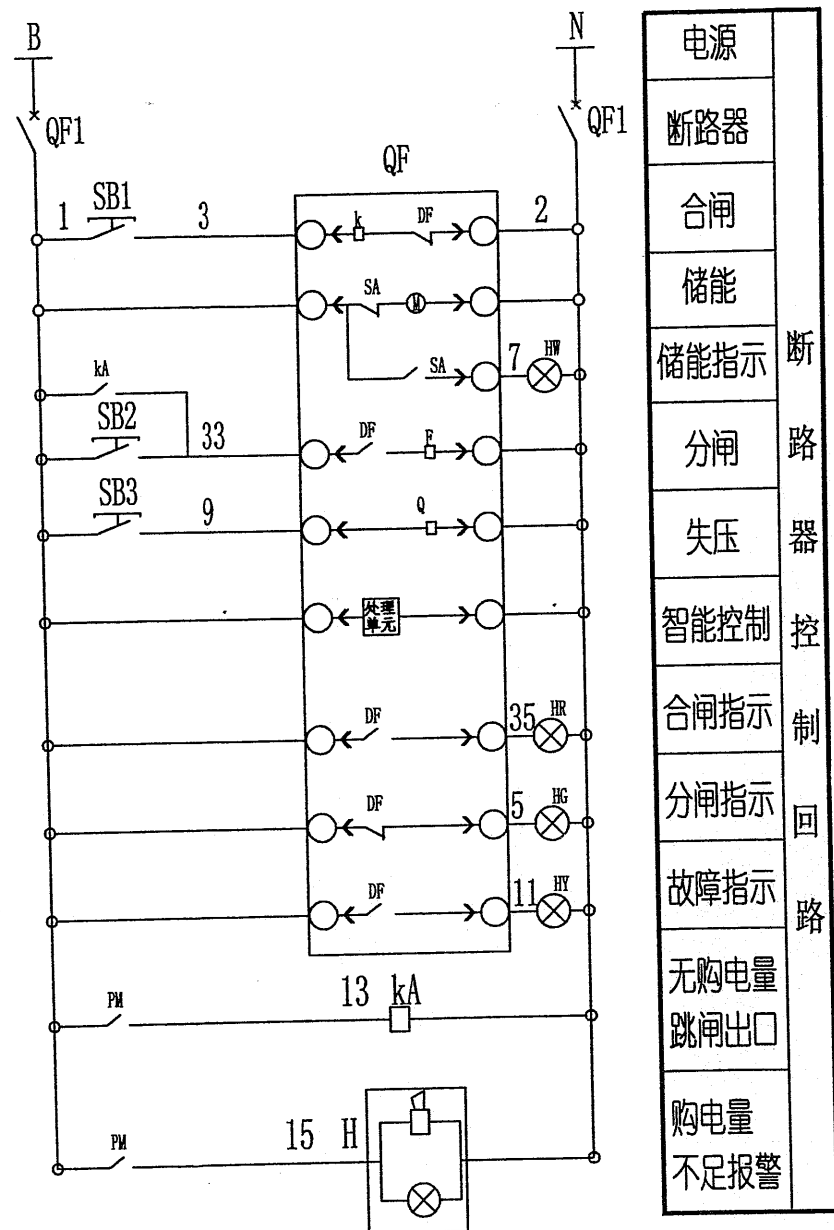 B
N
QF1
QF1
QF
1
SB1
3
k
DF
2
SA
M
SA
7
HW
kA
SB2
33
DF
F
SB3
9
Q
处理
单元
DF
35
HR
DF
5
HG
DF
11
HY
PM
13
kA
PM
15
H
电源
断路器
合闸
储能
储能指示
分闸
失压
智能控制
合闸指示
分闸指示
故障指示
无购电量
跳闸出口
购电量
不足报警
断路器控制回路